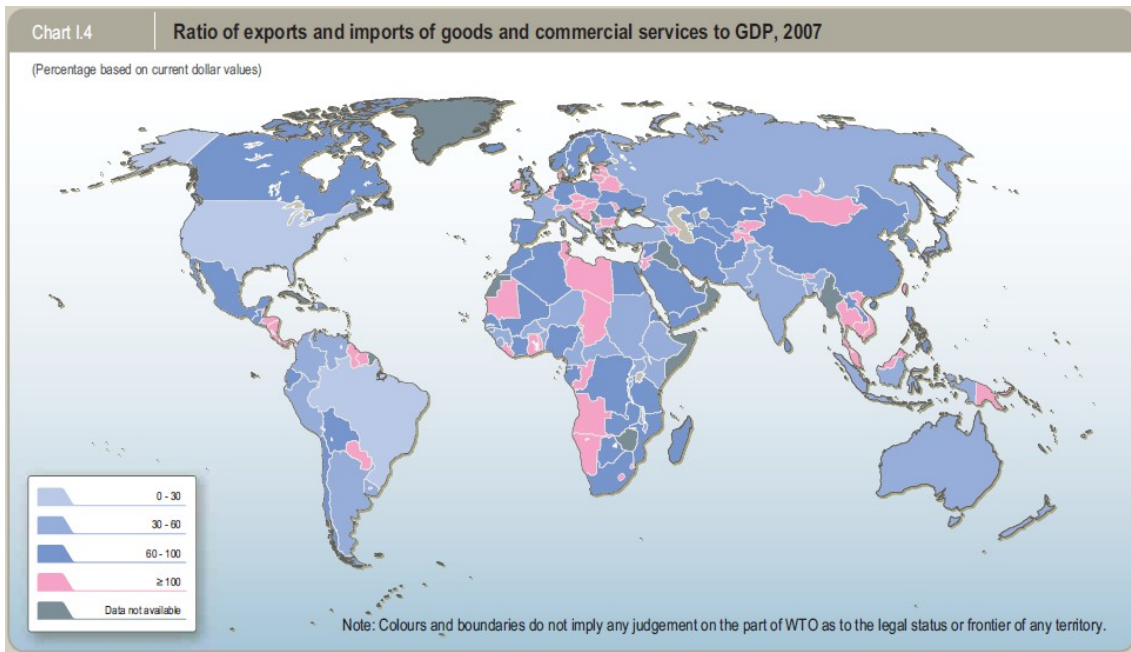 Chart I.4
Ratio of exports and imports of goods and commercial services to GDP, 2007
(Percentage based on current dollar values)
0 - 30
30 - 60
60 - 100
≥ 100
Data not available
Note: Colours and boundaries do not imply any judgement on the part of WTO as to the legal status or frontier of any territory.